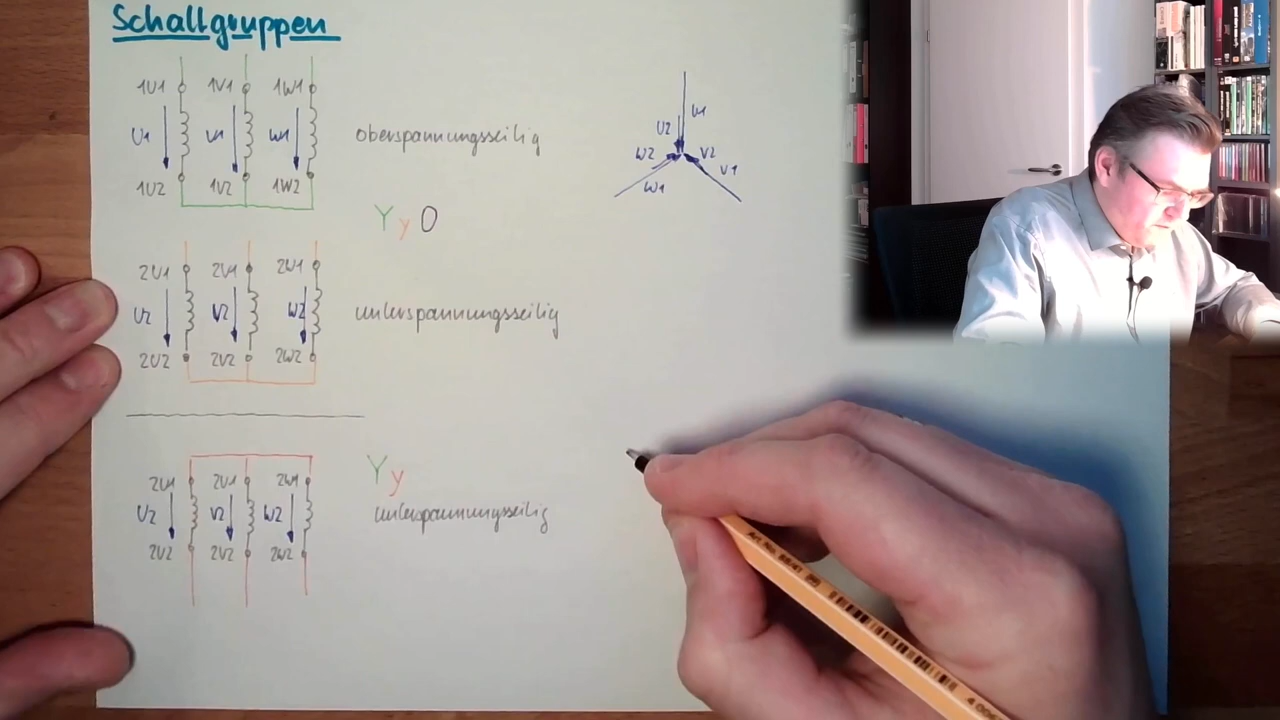 Schaltgruppen
1U1 1V1 1W1
U1 V1 W1 oberspannungsseitig
1U2 1V2 1W2
U1
U2
W2 V2
W1 V1
Y y 0
2U1 2V1 2W1
U2 V2 W2 unterspannungsseitig
2U2 2V2 2W2
Y y
2U1 2V1 2W1
U2 V2 W2 unterspannungsseitig
2U2 2V2 2W2